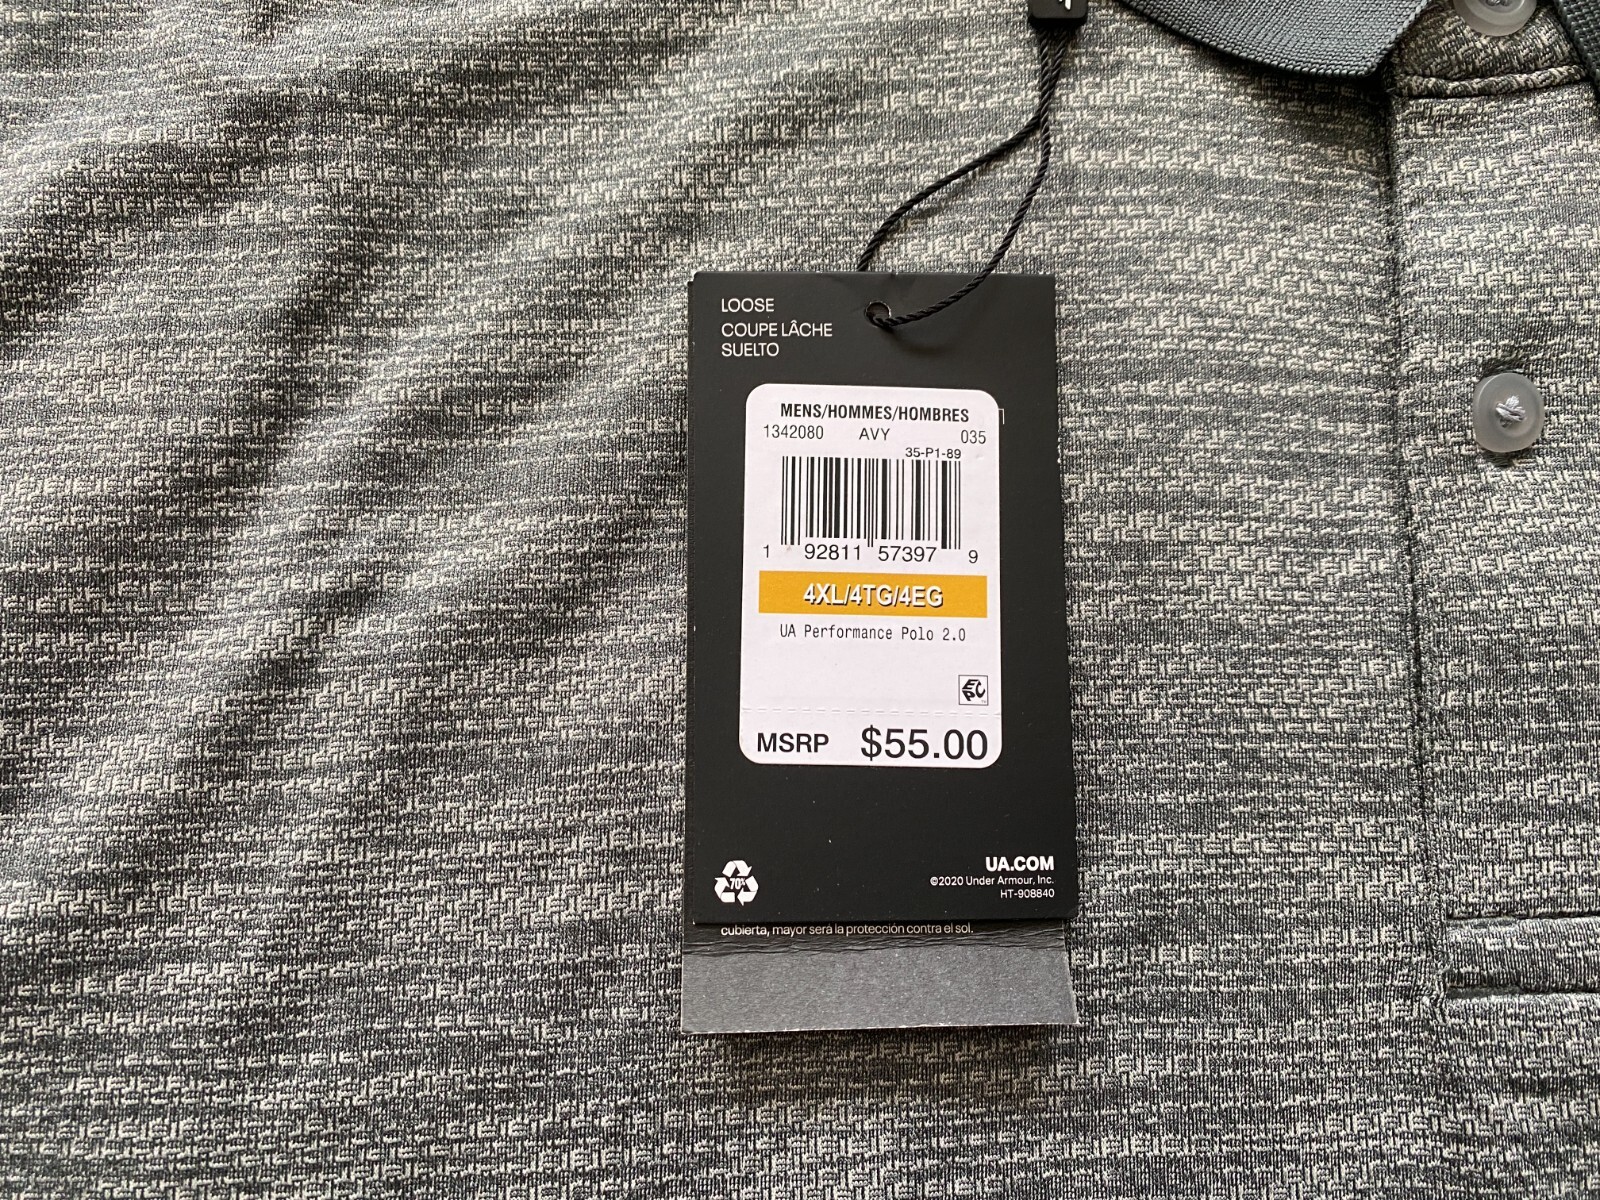 LOOSE
COUPE LÂCHE
SUELTO
MENS/HOMMES/HOMBRES
1342080 AVY 035
35-P1-89
1 92811 57397 9
4XL/4TG/4EG
UA Performance Polo 2.0
EPC
MSRP $55.00
70%
UA.COM
©2020 Under Armour, Inc.
HT-908840
cubierta, mayor será la protección contra el sol.